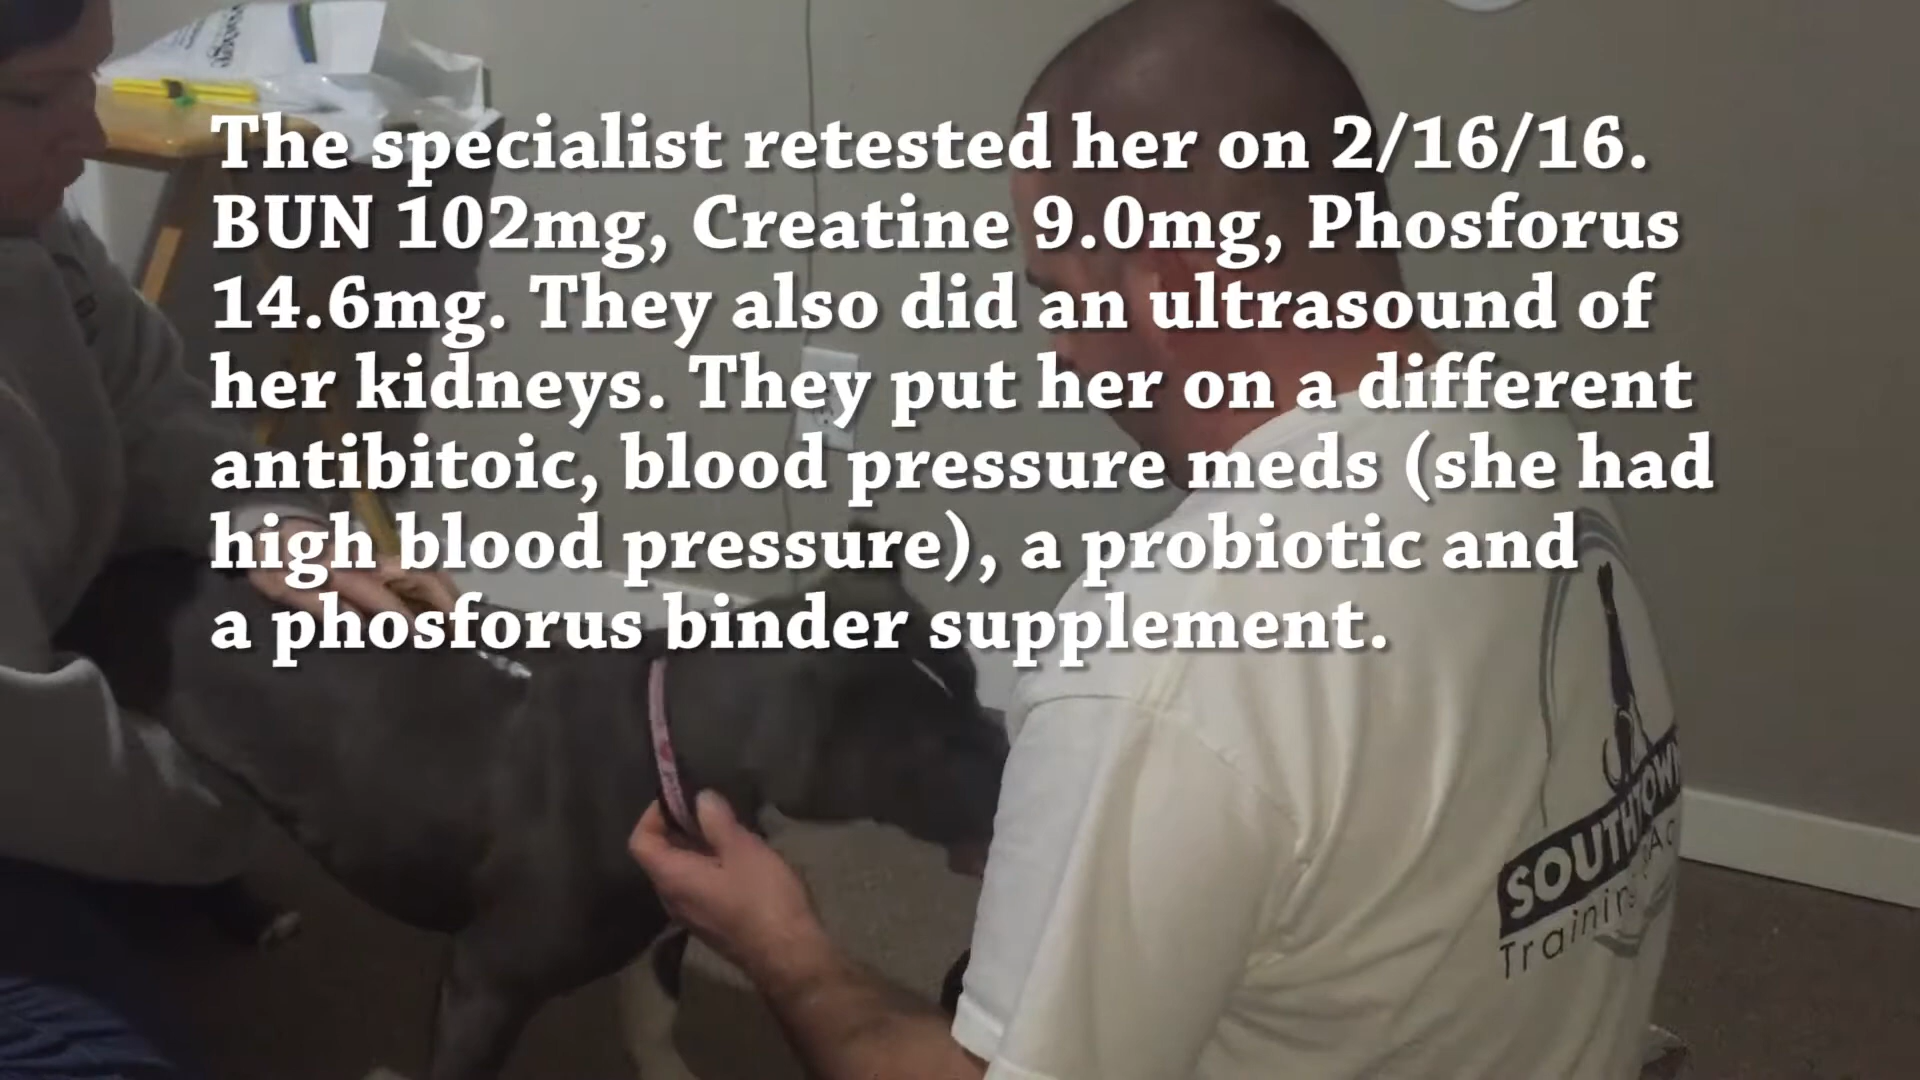 The specialist retested her on 2/16/16.
BUN 102mg, Creatine 9.0mg, Phosforus
14.6mg. They also did an ultrasound of
her kidneys. They put her on a different
antibitoic, blood pressure meds (she had
high blood pressure), a probiotic and
a phosforus binder supplement.
SOUTHTOWN
Training